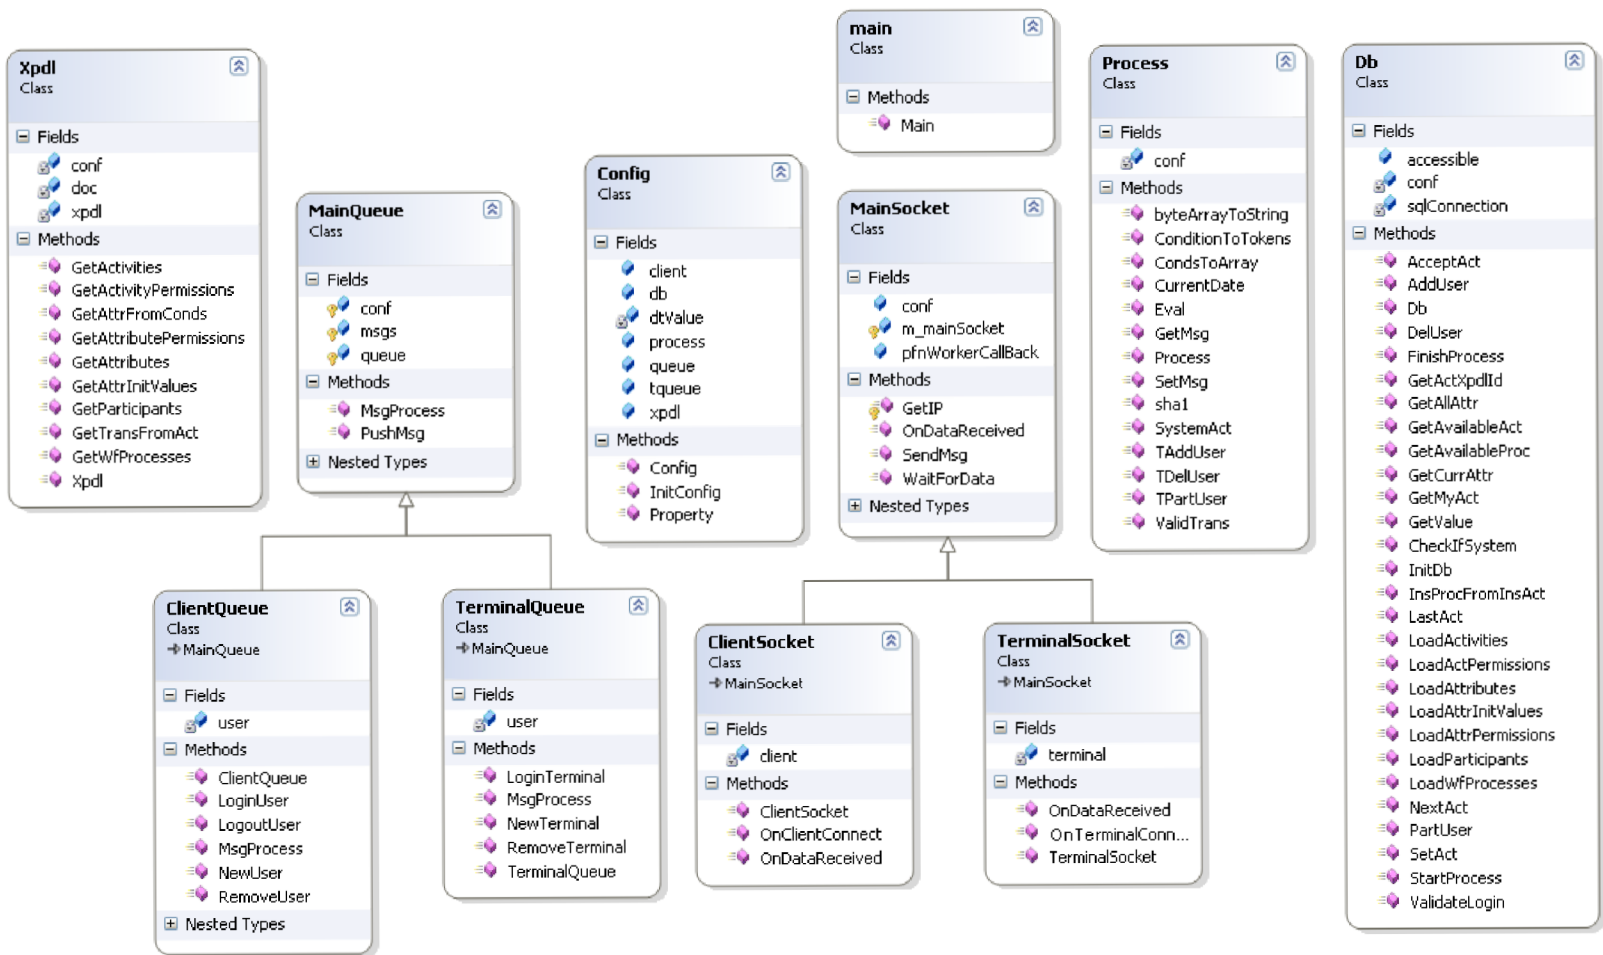 Xpdl
Class
Fields
conf
doc
xpdl
Methods
GetActivities
GetActivityPermissions
GetAttrFromConds
GetAttributePermissions
GetAttributes
GetAttrInitValues
GetParticipants
GetTransFromAct
GetWfProcesses
Xpdl
MainQueue
Class
Fields
conf
msgs
queue
Methods
MsgProcess
PushMsg
Nested Types
Config
Class
Fields
client
db
dtValue
process
queue
tqueue
xpdl
Methods
Config
InitConfig
Property
main
Class
Methods
Main
MainSocket
Class
Fields
conf
m_mainSocket
pfnWorkerCallBack
Methods
GetIP
OnDataReceived
SendMsg
WaitForData
Nested Types
Process
Class
Fields
conf
Methods
byteArrayToString
ConditionToTokens
CondsToArray
CurrentDate
Eval
GetMsg
Process
SetMsg
sha1
SystemAct
TAddUser
TDelUser
TPartUser
ValidTrans
Db
Class
Fields
accessible
conf
sqlConnection
Methods
AcceptAct
AddUser
Db
DelUser
FinishProcess
GetActXpdlId
GetAllAttr
GetAvailableAct
GetAvailableProc
GetCurrAttr
GetMyAct
GetValue
CheckIfSystem
InitDb
InsProcFromInsAct
LastAct
LoadActivities
LoadActPermissions
LoadAttributes
LoadAttrInitValues
LoadAttrPermissions
LoadParticipants
LoadWfProcesses
NextAct
PartUser
SetAct
StartProcess
ValidateLogin
ClientQueue
Class
MainQueue
Fields
user
Methods
ClientQueue
LoginUser
LogoutUser
MsgProcess
NewUser
RemoveUser
Nested Types
TerminalQueue
Class
MainQueue
Fields
user
Methods
LoginTerminal
MsgProcess
NewTerminal
RemoveTerminal
TerminalQueue
ClientSocket
Class
MainSocket
Fields
client
Methods
ClientSocket
OnClientConnect
OnDataReceived
TerminalSocket
Class
MainSocket
Fields
terminal
Methods
OnDataReceived
OnTerminalConn...
TerminalSocket